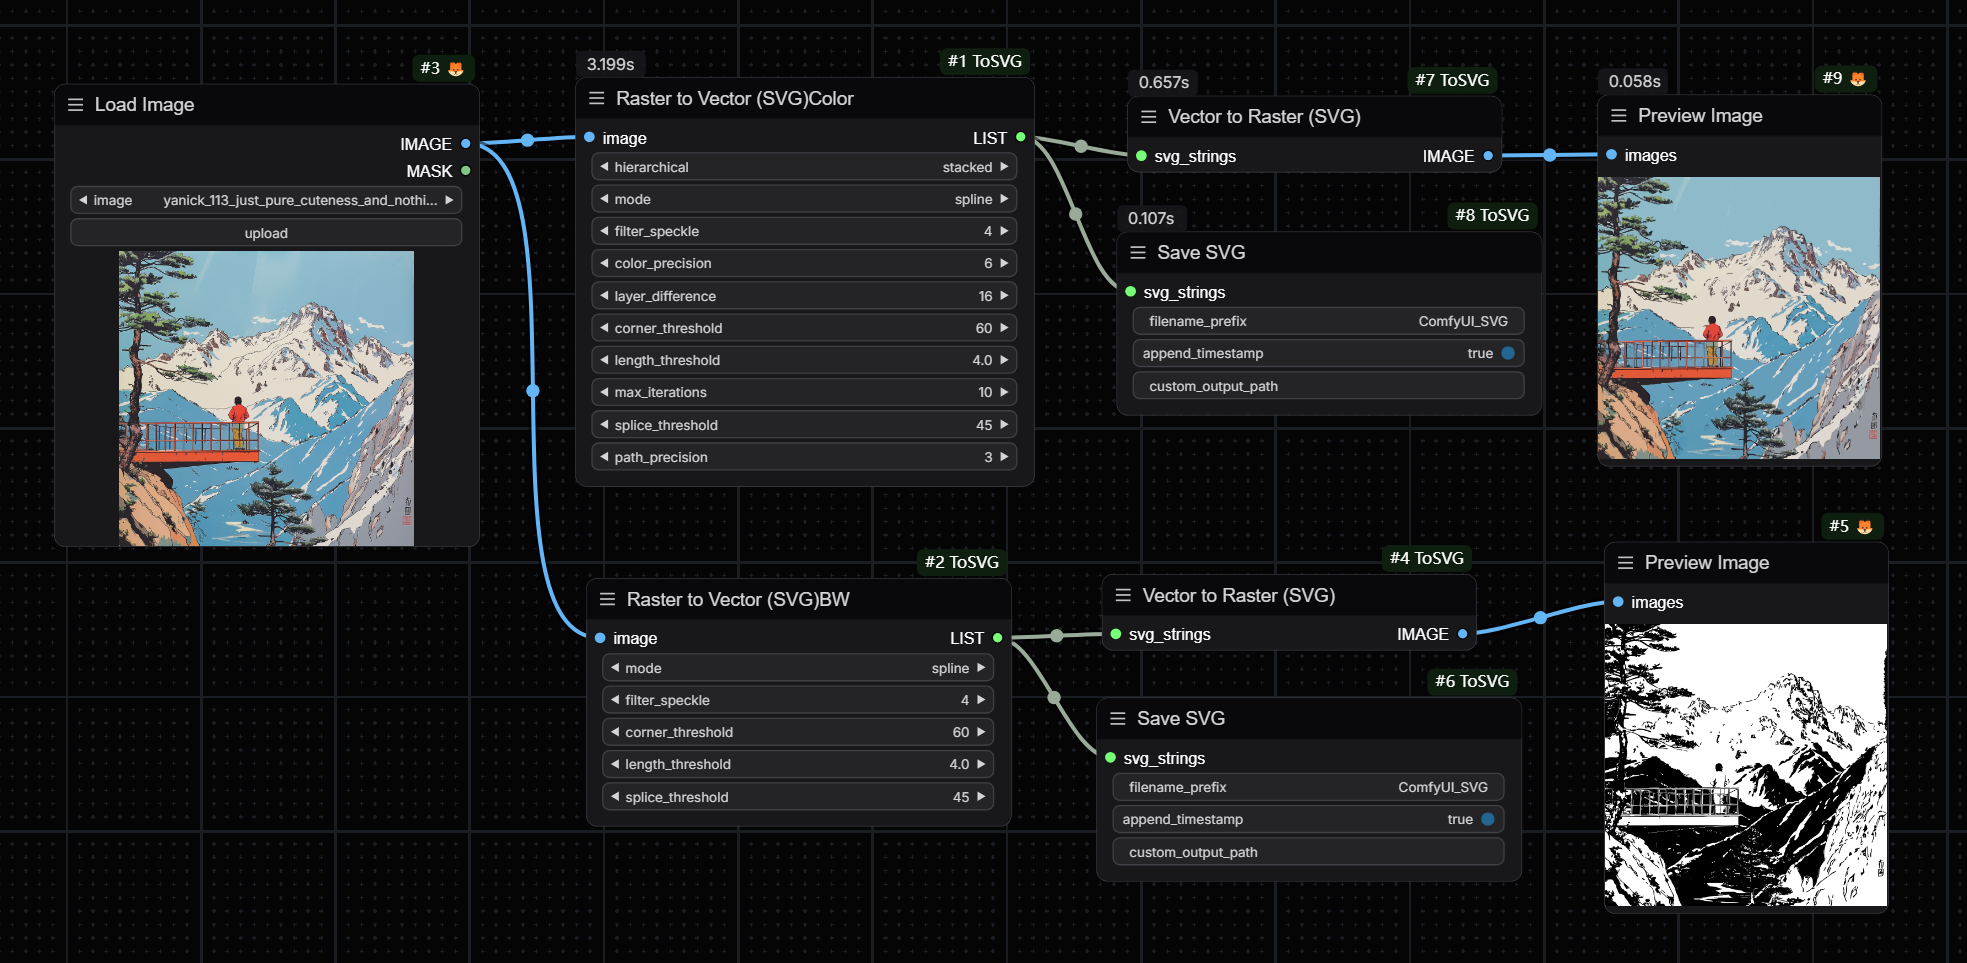 #3
Load Image
IMAGE
MASK
image yanick_113_just_pure_cuteness_and_nothi...
upload
3.199s
#1 ToSVG
Raster to Vector (SVG)Color
image LIST
hierarchical stacked
mode spline
filter_speckle 4
color_precision 6
layer_difference 16
corner_threshold 60
length_threshold 4.0
max_iterations 10
splice_threshold 45
path_precision 3
0.657s
#7 ToSVG
Vector to Raster (SVG)
svg_strings IMAGE
0.107s
#8 ToSVG
Save SVG
svg_strings
filename_prefix ComfyUI_SVG
append_timestamp true
custom_output_path
0.058s
#9
Preview Image
images
#2 ToSVG
Raster to Vector (SVG)BW
image LIST
mode spline
filter_speckle 4
corner_threshold 60
length_threshold 4.0
splice_threshold 45
#4 ToSVG
Vector to Raster (SVG)
svg_strings IMAGE
#6 ToSVG
Save SVG
svg_strings
filename_prefix ComfyUI_SVG
append_timestamp true
custom_output_path
#5
Preview Image
images